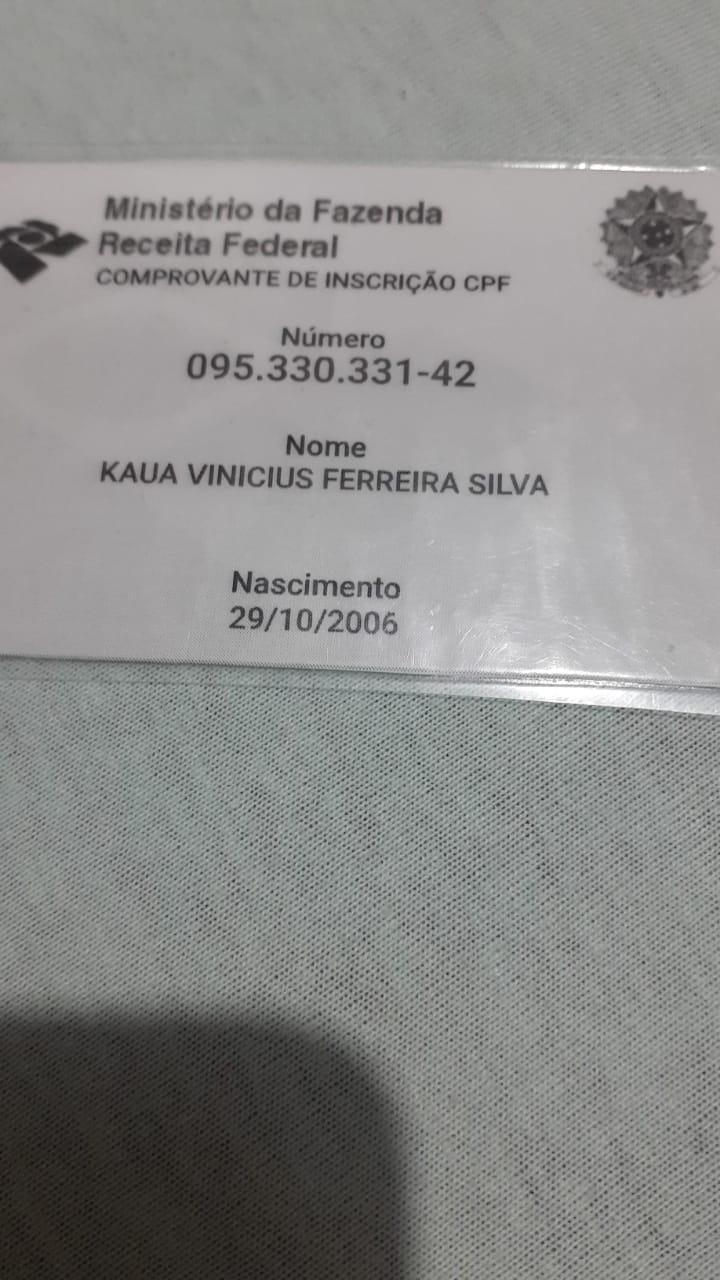 Ministério da Fazenda
Receita Federal
COMPROVANTE DE INSCRIÇÃO CPF
Número
095.330.331-42
Nome
KAUA VINICIUS FERREIRA SILVA
Nascimento
29/10/2006